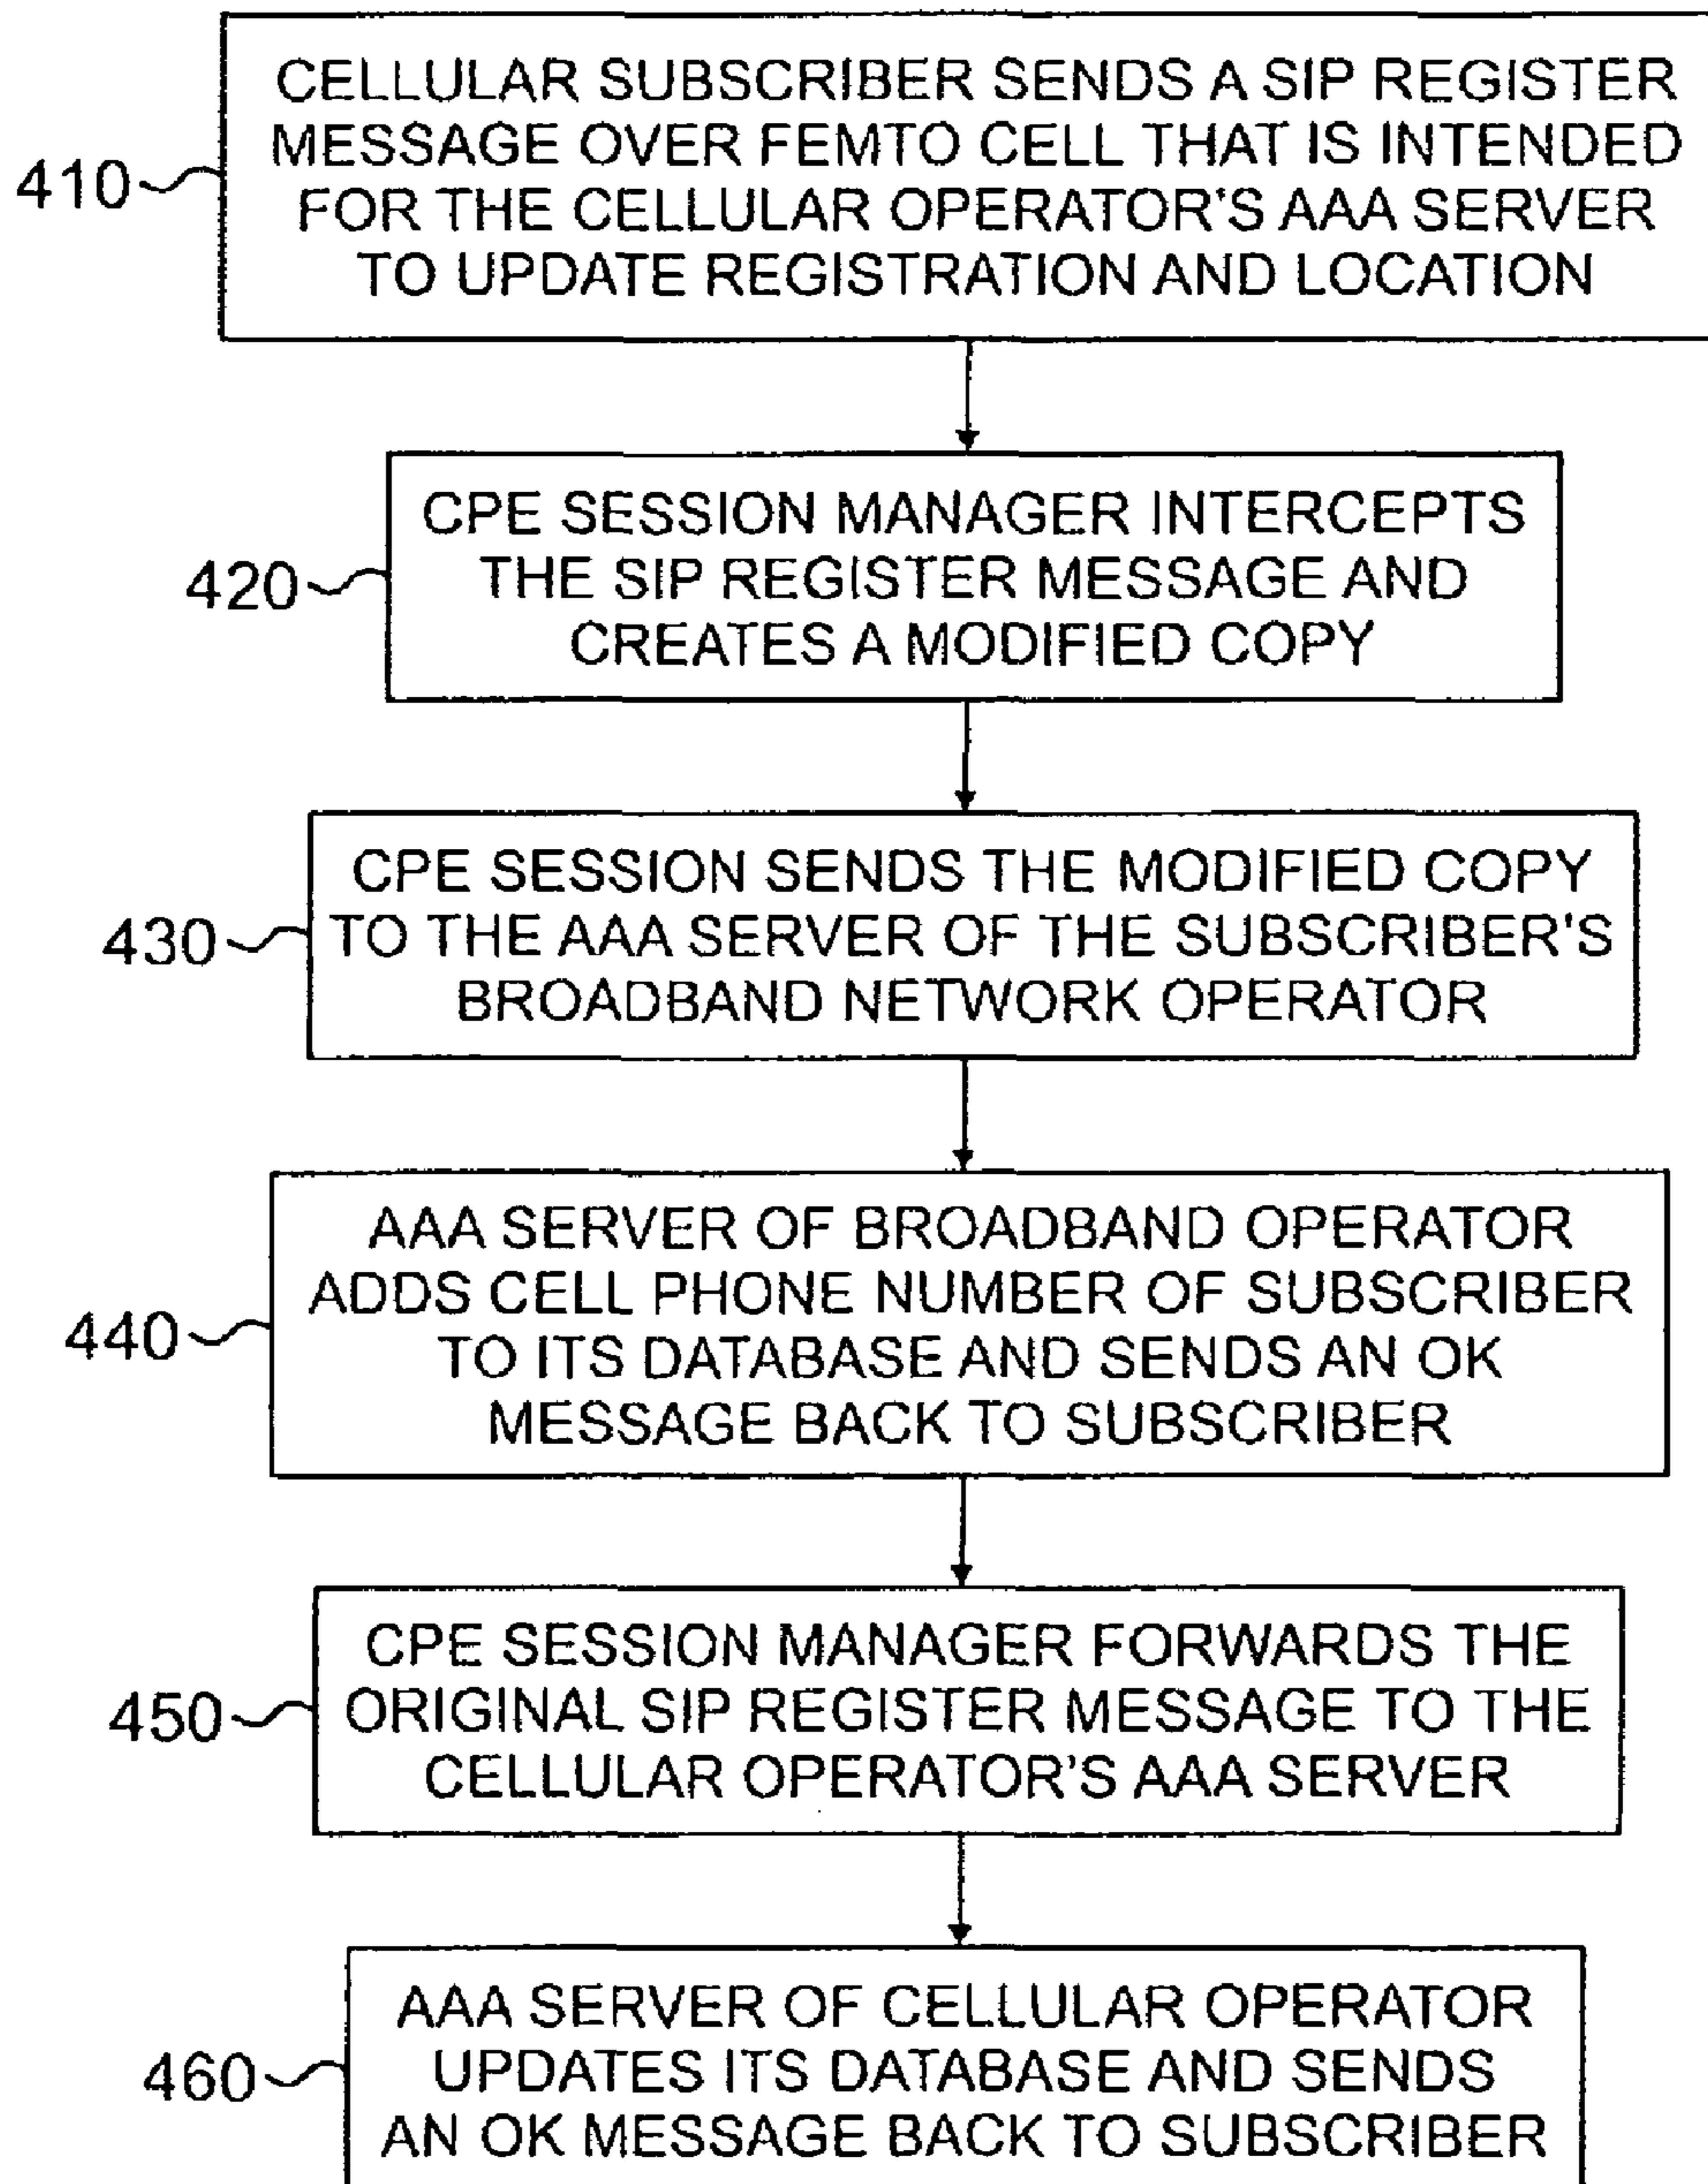 CELLULAR SUBSCRIBER SENDS A SIP REGISTER
MESSAGE OVER FEMTO CELL THAT IS INTENDED
FOR THE CELLULAR OPERATOR'S AAA SERVER
TO UPDATE REGISTRATION AND LOCATION
410
CPE SESSION MANAGER INTERCEPTS
THE SIP REGISTER MESSAGE AND
CREATES A MODIFIED COPY
420
CPE SESSION SENDS THE MODIFIED COPY
TO THE AAA SERVER OF THE SUBSCRIBER'S
BROADBAND NETWORK OPERATOR
430
AAA SERVER OF BROADBAND OPERATOR
ADDS CELL PHONE NUMBER OF SUBSCRIBER
TO ITS DATABASE AND SENDS AN OK
MESSAGE BACK TO SUBSCRIBER
440
CPE SESSION MANAGER FORWARDS THE
ORIGINAL SIP REGISTER MESSAGE TO THE
CELLULAR OPERATOR'S AAA SERVER
450
AAA SERVER OF CELLULAR OPERATOR
UPDATES ITS DATABASE AND SENDS
AN OK MESSAGE BACK TO SUBSCRIBER
460